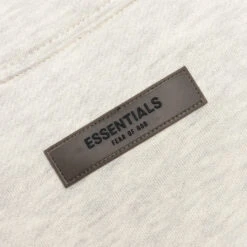 ESSENTIALS
FEAR OF GOD